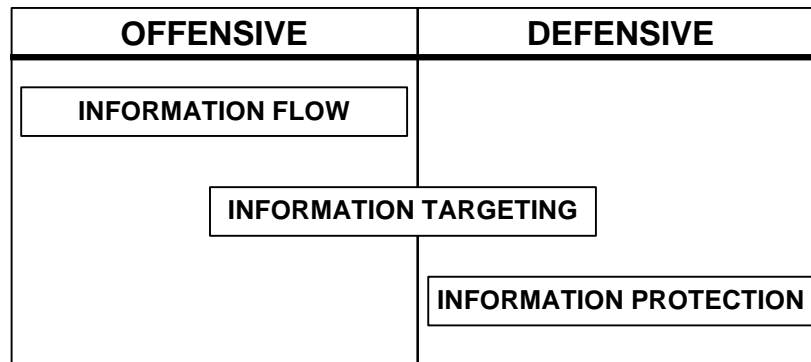 OFFENSIVE DEFENSIVE
INFORMATION FLOW
INFORMATION TARGETING
INFORMATION PROTECTION